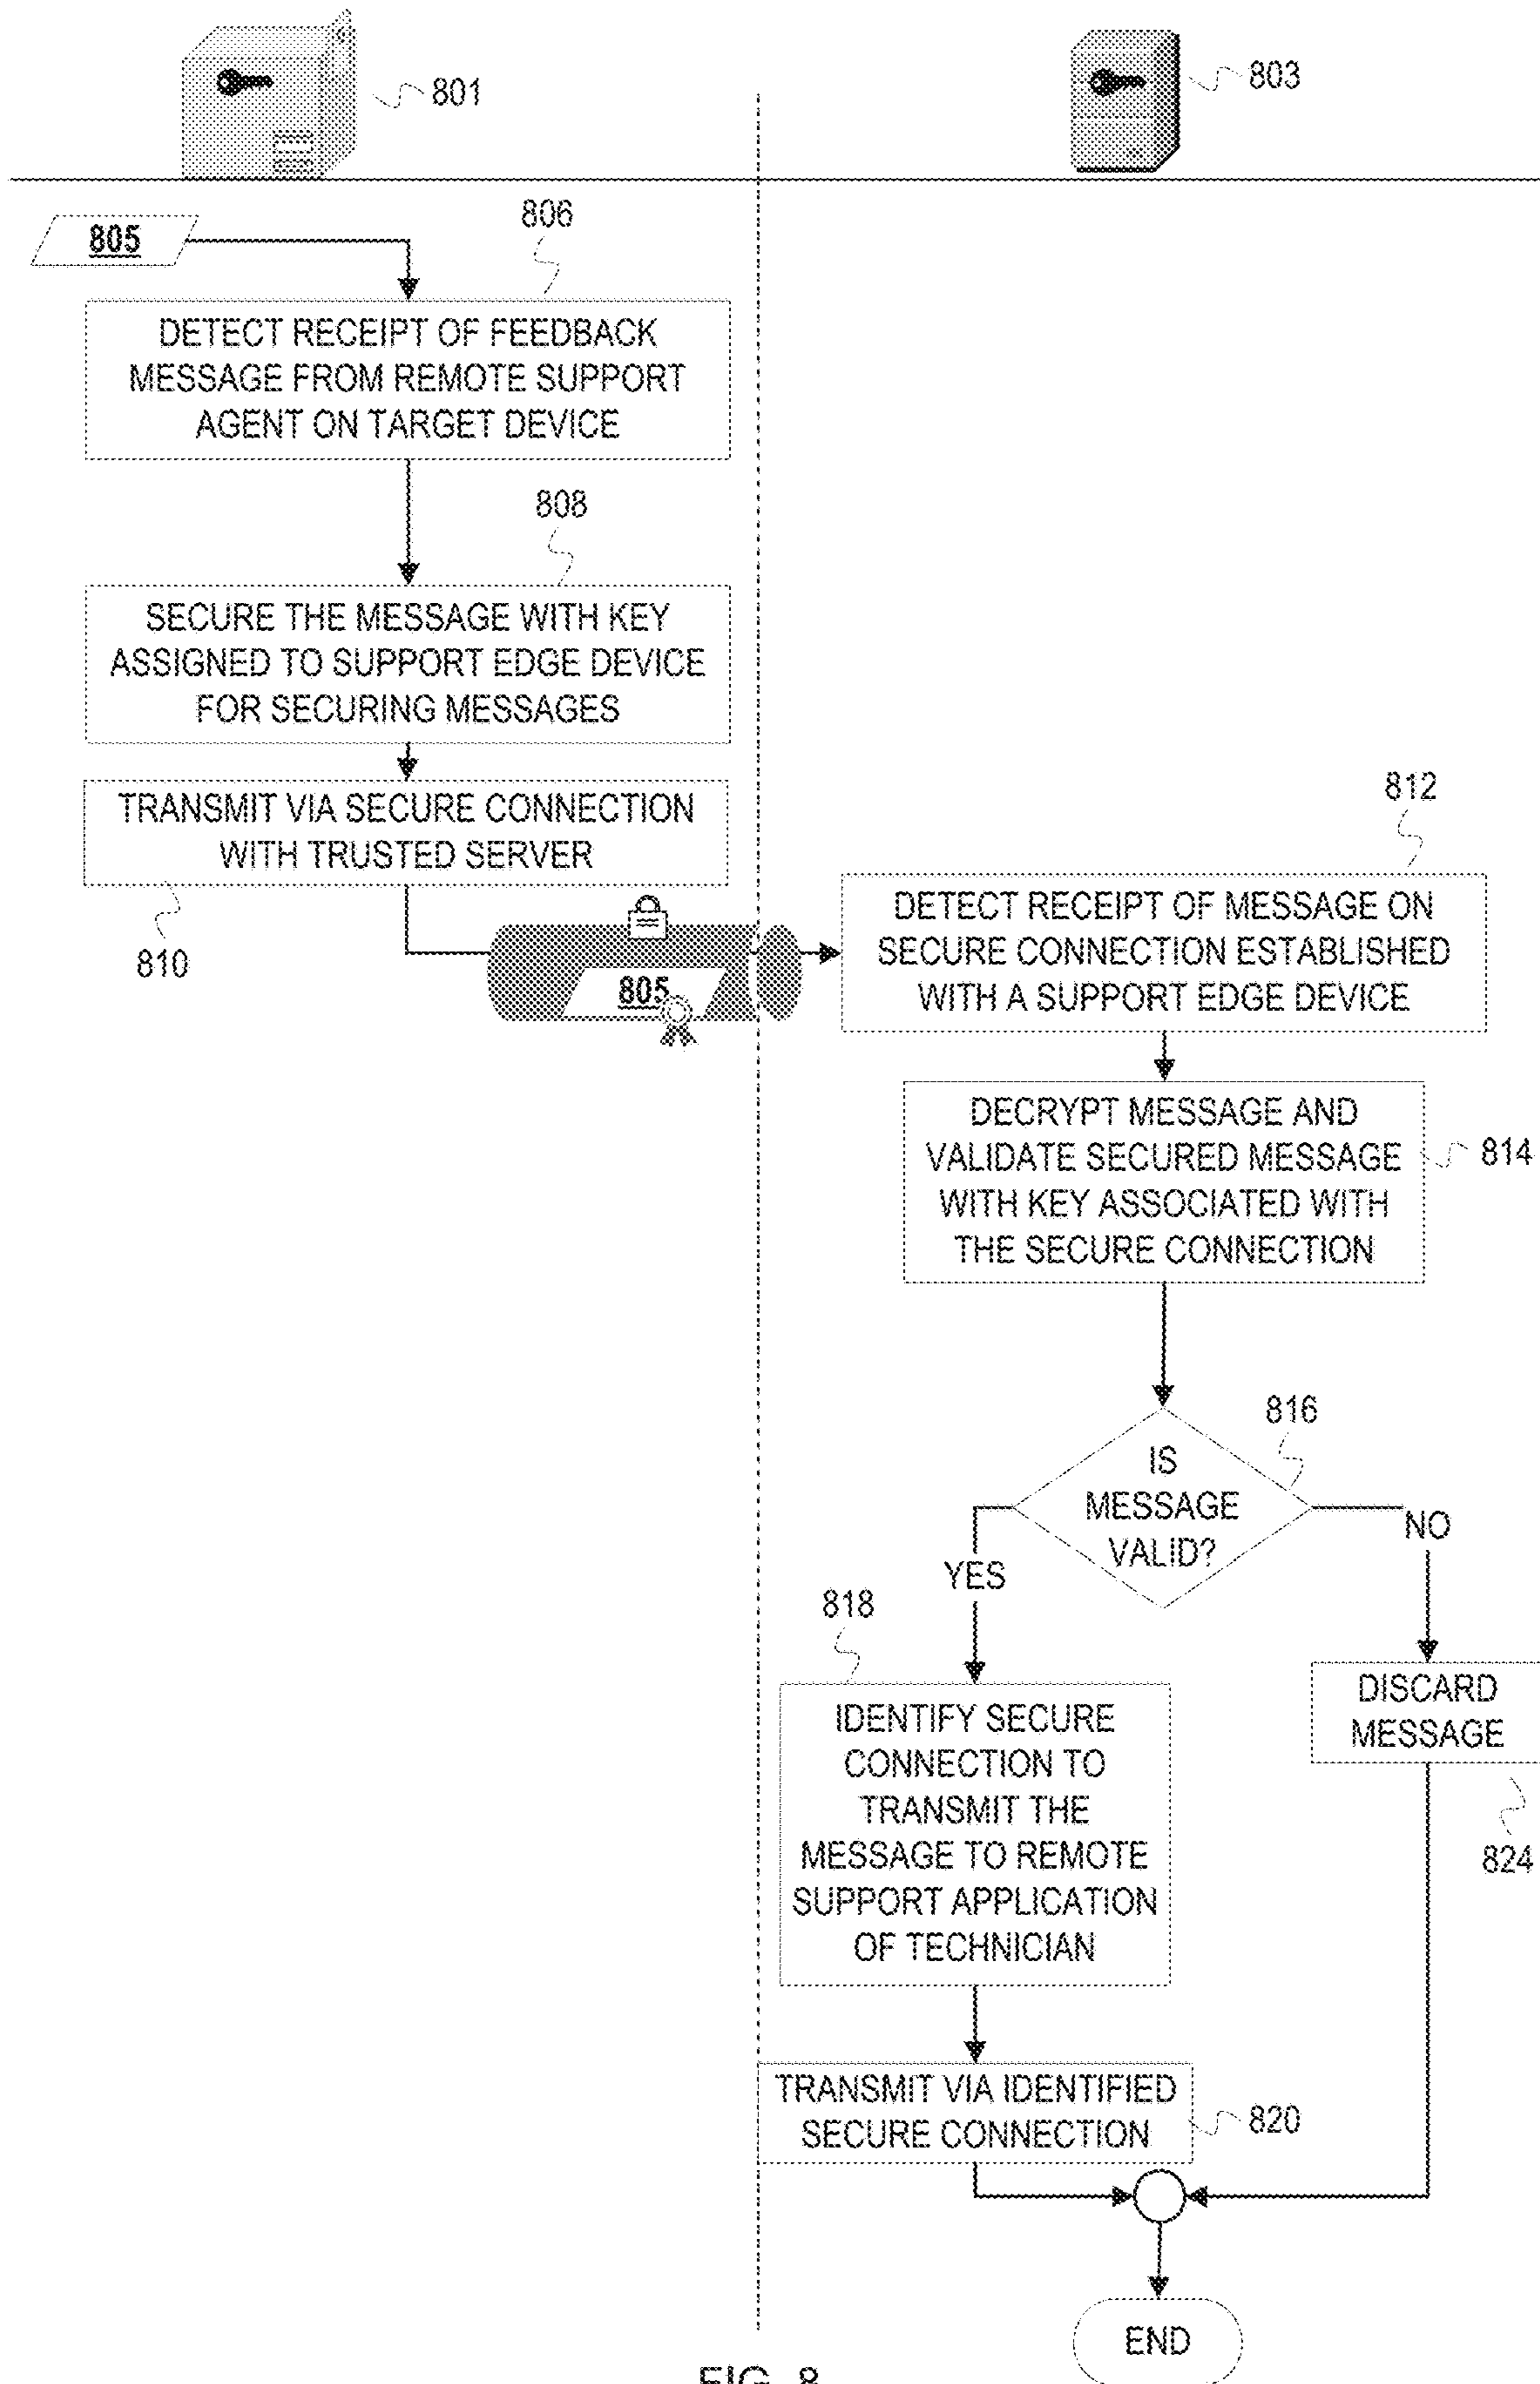 801
803
805
806
DETECT RECEIPT OF FEEDBACK
MESSAGE FROM REMOTE SUPPORT
AGENT ON TARGET DEVICE
808
SECURE THE MESSAGE WITH KEY
ASSIGNED TO SUPPORT EDGE DEVICE
FOR SECURING MESSAGES
TRANSMIT VIA SECURE CONNECTION
WITH TRUSTED SERVER
810
805
812
DETECT RECEIPT OF MESSAGE ON
SECURE CONNECTION ESTABLISHED
WITH A SUPPORT EDGE DEVICE
DECRYPT MESSAGE AND
VALIDATE SECURED MESSAGE
WITH KEY ASSOCIATED WITH
THE SECURE CONNECTION
814
816
IS
MESSAGE
VALID?
YES
NO
818
IDENTIFY SECURE
CONNECTION TO
TRANSMIT THE
MESSAGE TO REMOTE
SUPPORT APPLICATION
OF TECHNICIAN
DISCARD
MESSAGE
824
TRANSMIT VIA IDENTIFIED
SECURE CONNECTION
820
END
FIG. 8